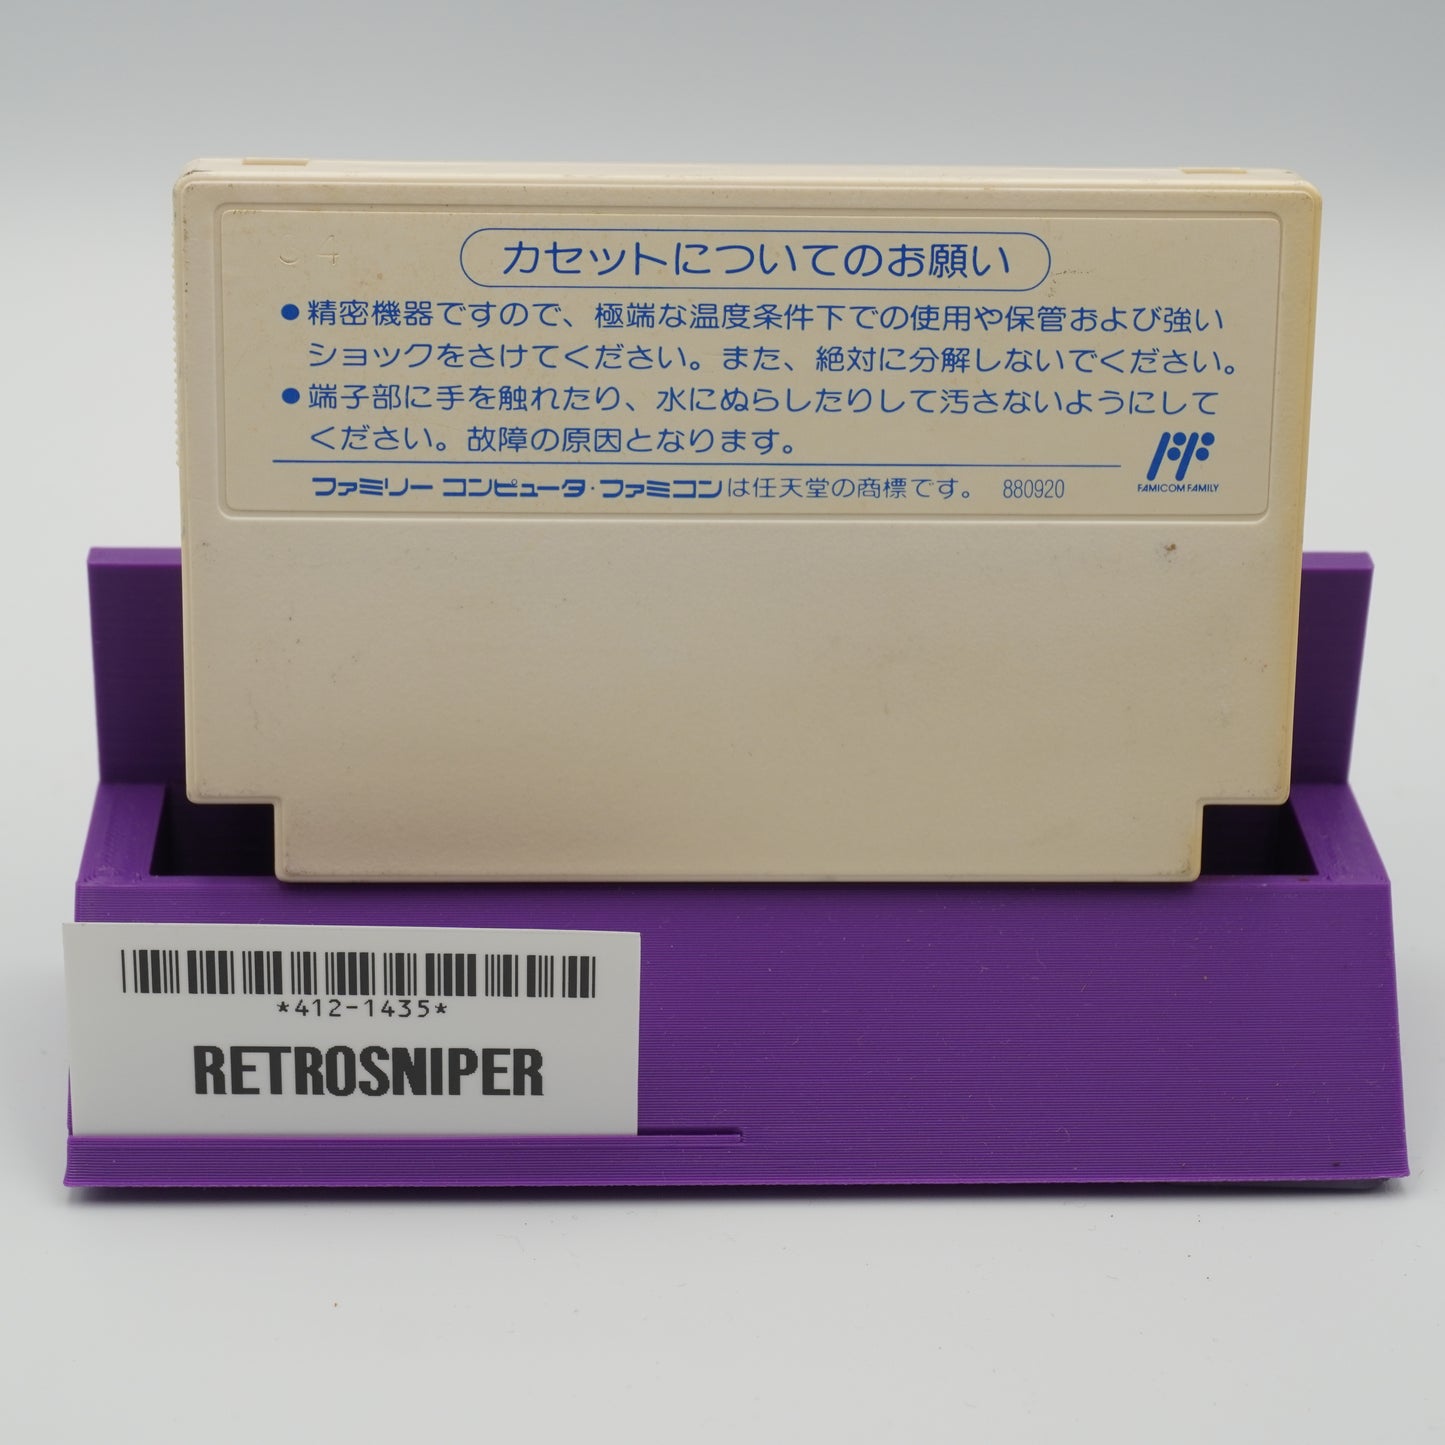 カセットについてのお願い
●精密機器ですので、極端な温度条件下での使用や保管および強い
ショックをさけてください。また、絶対に分解しないでください。
●端子部に手を触れたり、水にぬらしたりして汚さないようにして
ください。故障の原因となります。
FAMICOM FAMILY
ファミリーコンピュータ・ファミコンは任天堂の商標です。 880920
*412-1435*
RETROSNIPER